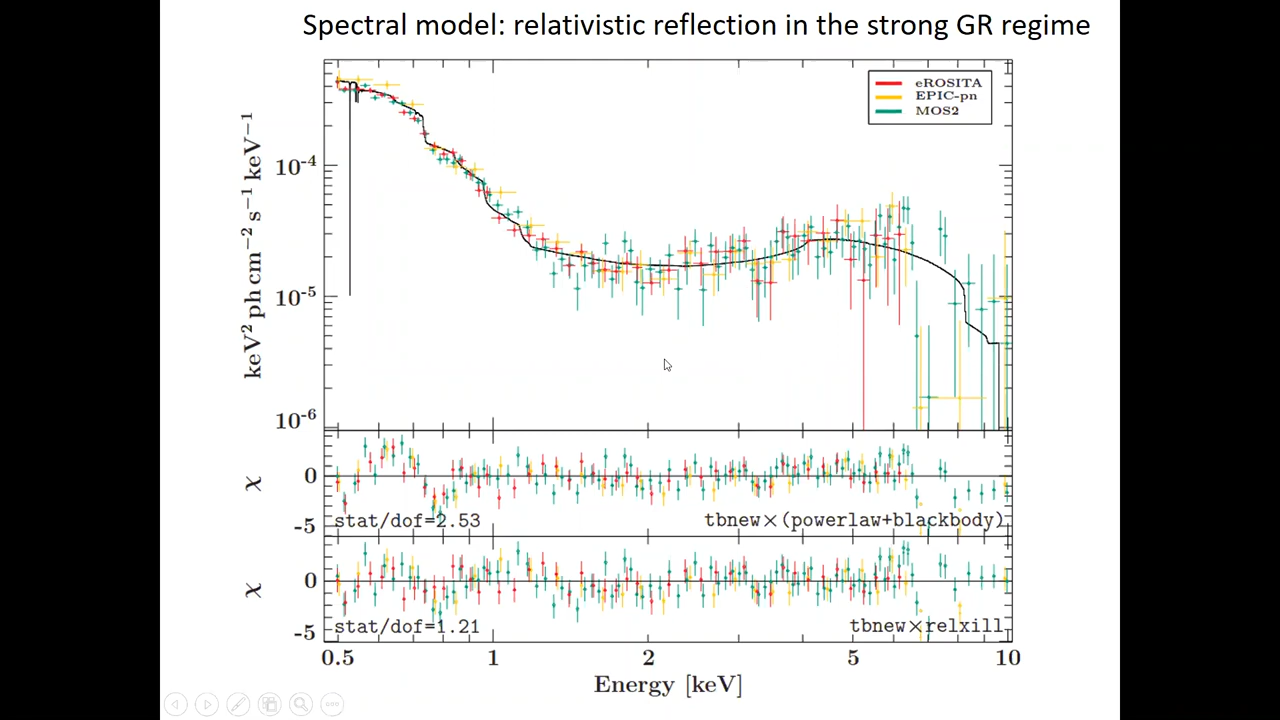 Spectral model: relativistic reflection in the strong GR regime
eROSITA
EPIC-pn
MOS2
keV² ph cm⁻² s⁻¹ keV⁻¹
10⁻⁴
10⁻⁵
10⁻⁶
χ
0
-5
stat/dof=2.53
tbnew×(powerlaw+blackbody)
χ
0
-5
stat/dof=1.21
tbnew×relxill
0.5 1 2 5 10
Energy [keV]